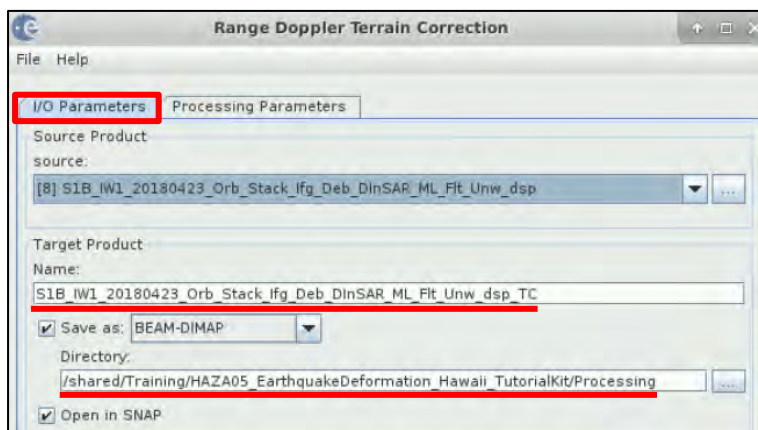 Range Doppler Terrain Correction
File Help
I/O Parameters Processing Parameters
Source Product
source:
[8] S1B_IW1_20180423_Orb_Stack_Ifg_Deb_DInSAR_ML_Flt_Unw_dsp
...
Target Product
Name:
S1B_IW1_20180423_Orb_Stack_Ifg_Deb_DInSAR_ML_Flt_Unw_dsp_TC
Save as: BEAM-DIMAP
Directory:
/shared/Training/HAZA05_EarthquakeDeformation_Hawaii_TutorialKit/Processing
...
Open in SNAP